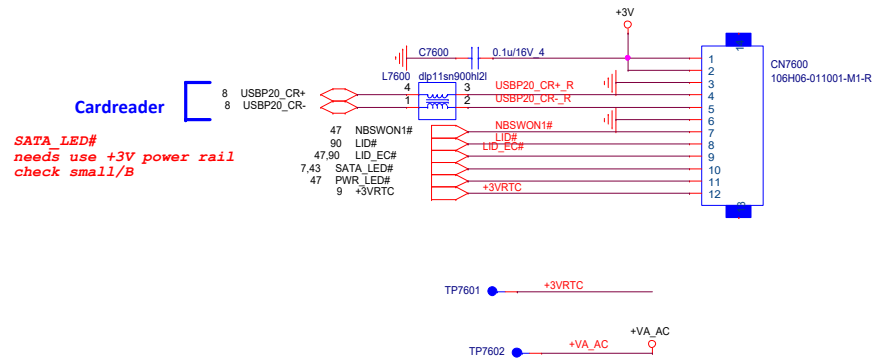 +3V
C7600 0.1u/16V_4
L7600 dlp11sn900hl2l
CN7600
106H06-011001-M1-R
Cardreader
8 USBP20_CR+ 4 3 USBP20_CR+_R
8 USBP20_CR- 1 2 USBP20_CR-_R
SATA_LED#
needs use +3V power rail
check small/B
47 NBSWON1# NBSWON1#
90 LID# LID#
47,90 LID_EC# LID_EC#
7,43 SATA_LED#
47 PWR_LED#
9 +3VRTC +3VRTC
1
2
3
4
5
6
7
8
9
10
11
12
TP7601 +3VRTC
+VA_AC
TP7602 +VA_AC